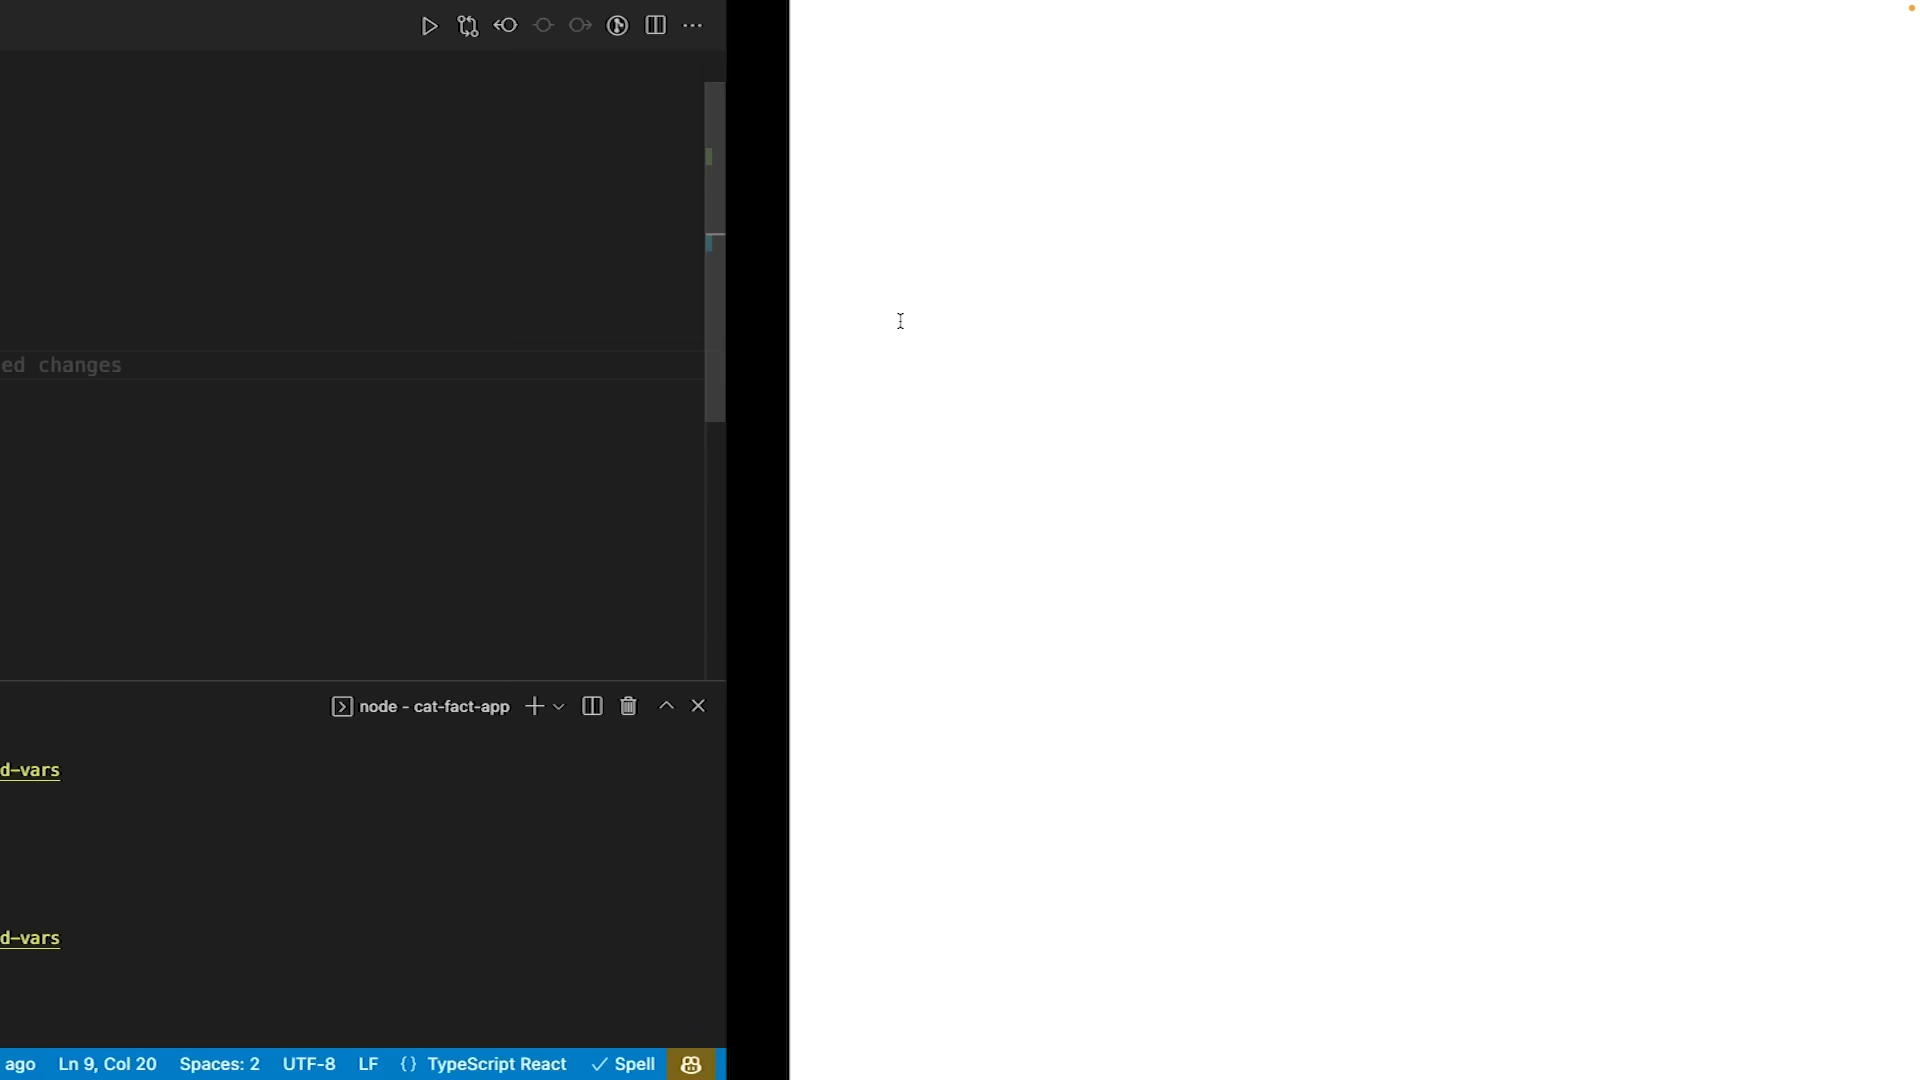 ed changes
node - cat-fact-app
d-vars
d-vars
ago Ln 9, Col 20 Spaces: 2 UTF-8 LF {} TypeScript React Spell